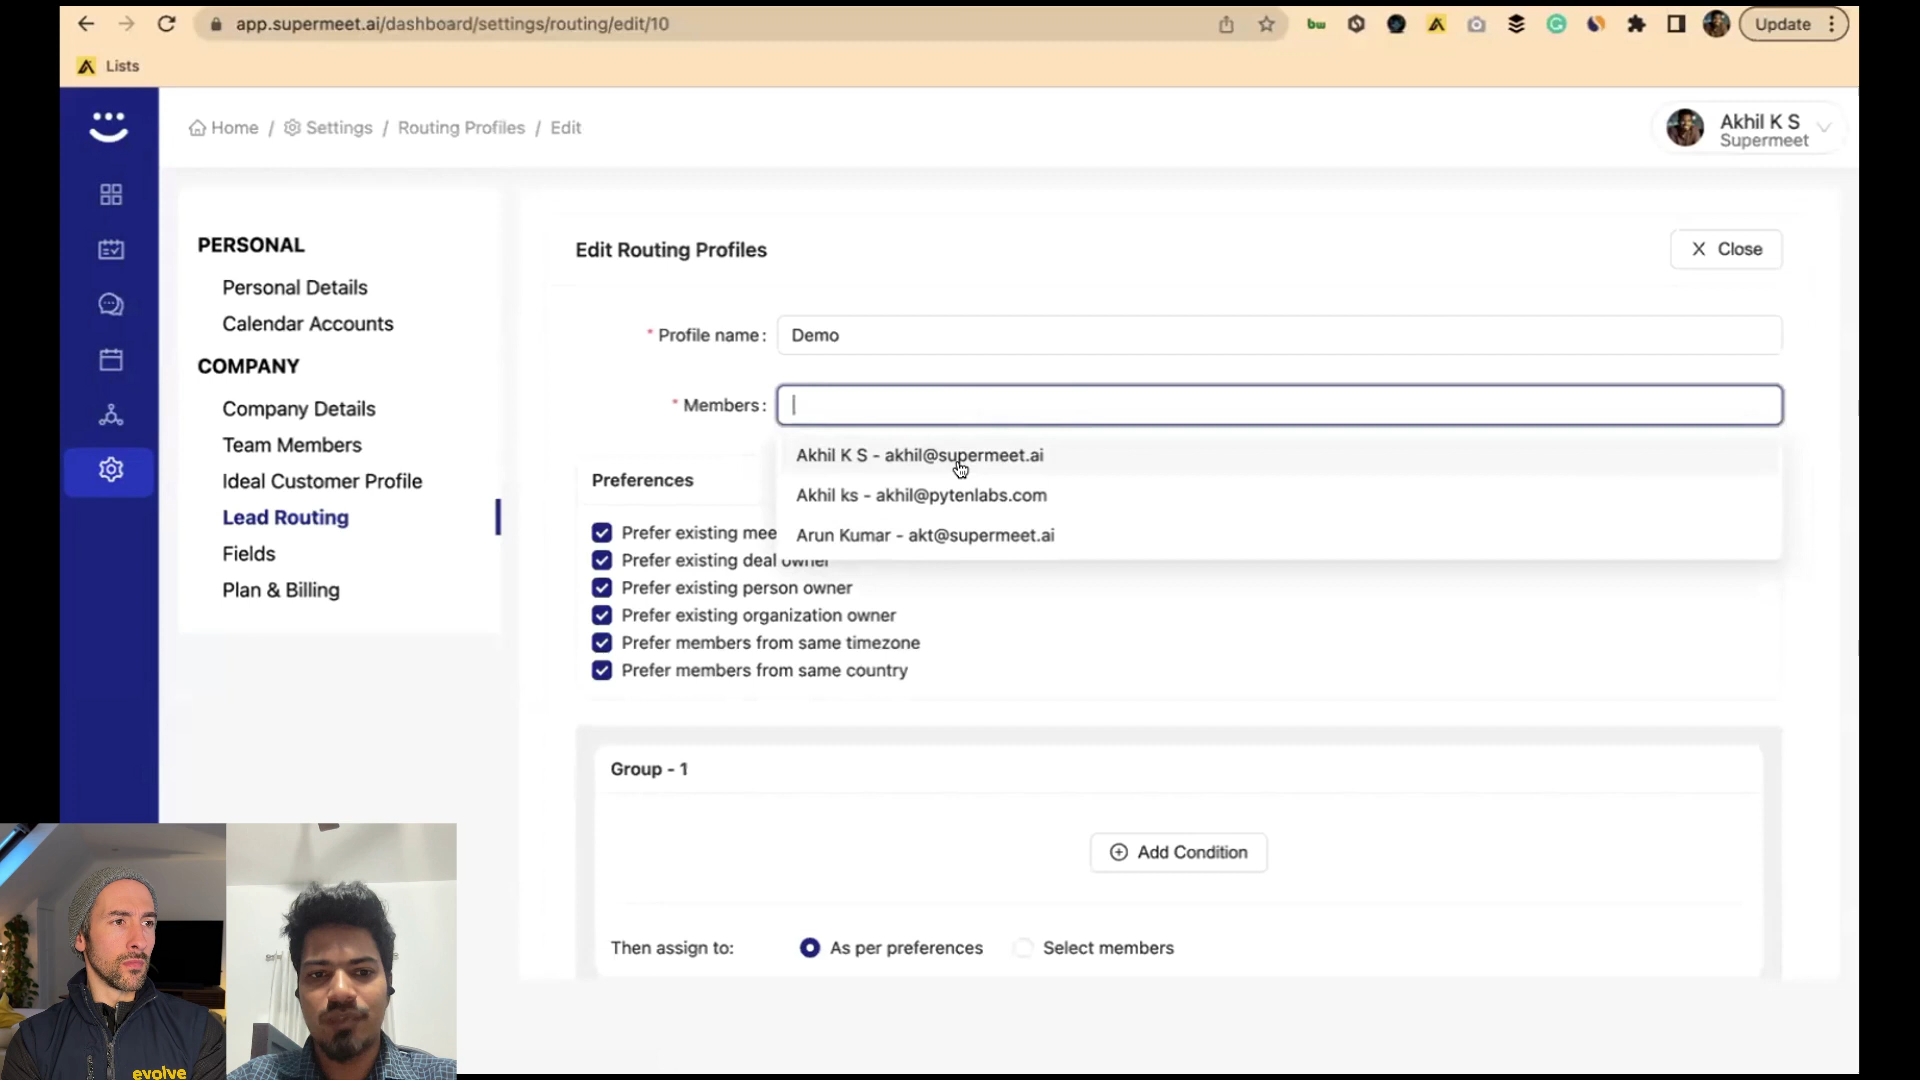 app.supermeet.ai/dashboard/settings/routing/edit/10
bw
Update
Lists
Home / Settings / Routing Profiles / Edit
Akhil K S
Supermeet
PERSONAL
Personal Details
Calendar Accounts
COMPANY
Company Details
Team Members
Ideal Customer Profile
Lead Routing
Fields
Plan & Billing
Edit Routing Profiles
Close
* Profile name : Demo
* Members :
Akhil K S - akhil@supermeet.ai
Akhil ks - akhil@pytenlabs.com
Arun Kumar - akt@supermeet.ai
Preferences
Prefer existing mee
Prefer existing deal owner
Prefer existing person owner
Prefer existing organization owner
Prefer members from same timezone
Prefer members from same country
Group - 1
Add Condition
Then assign to: As per preferences Select members
evolve